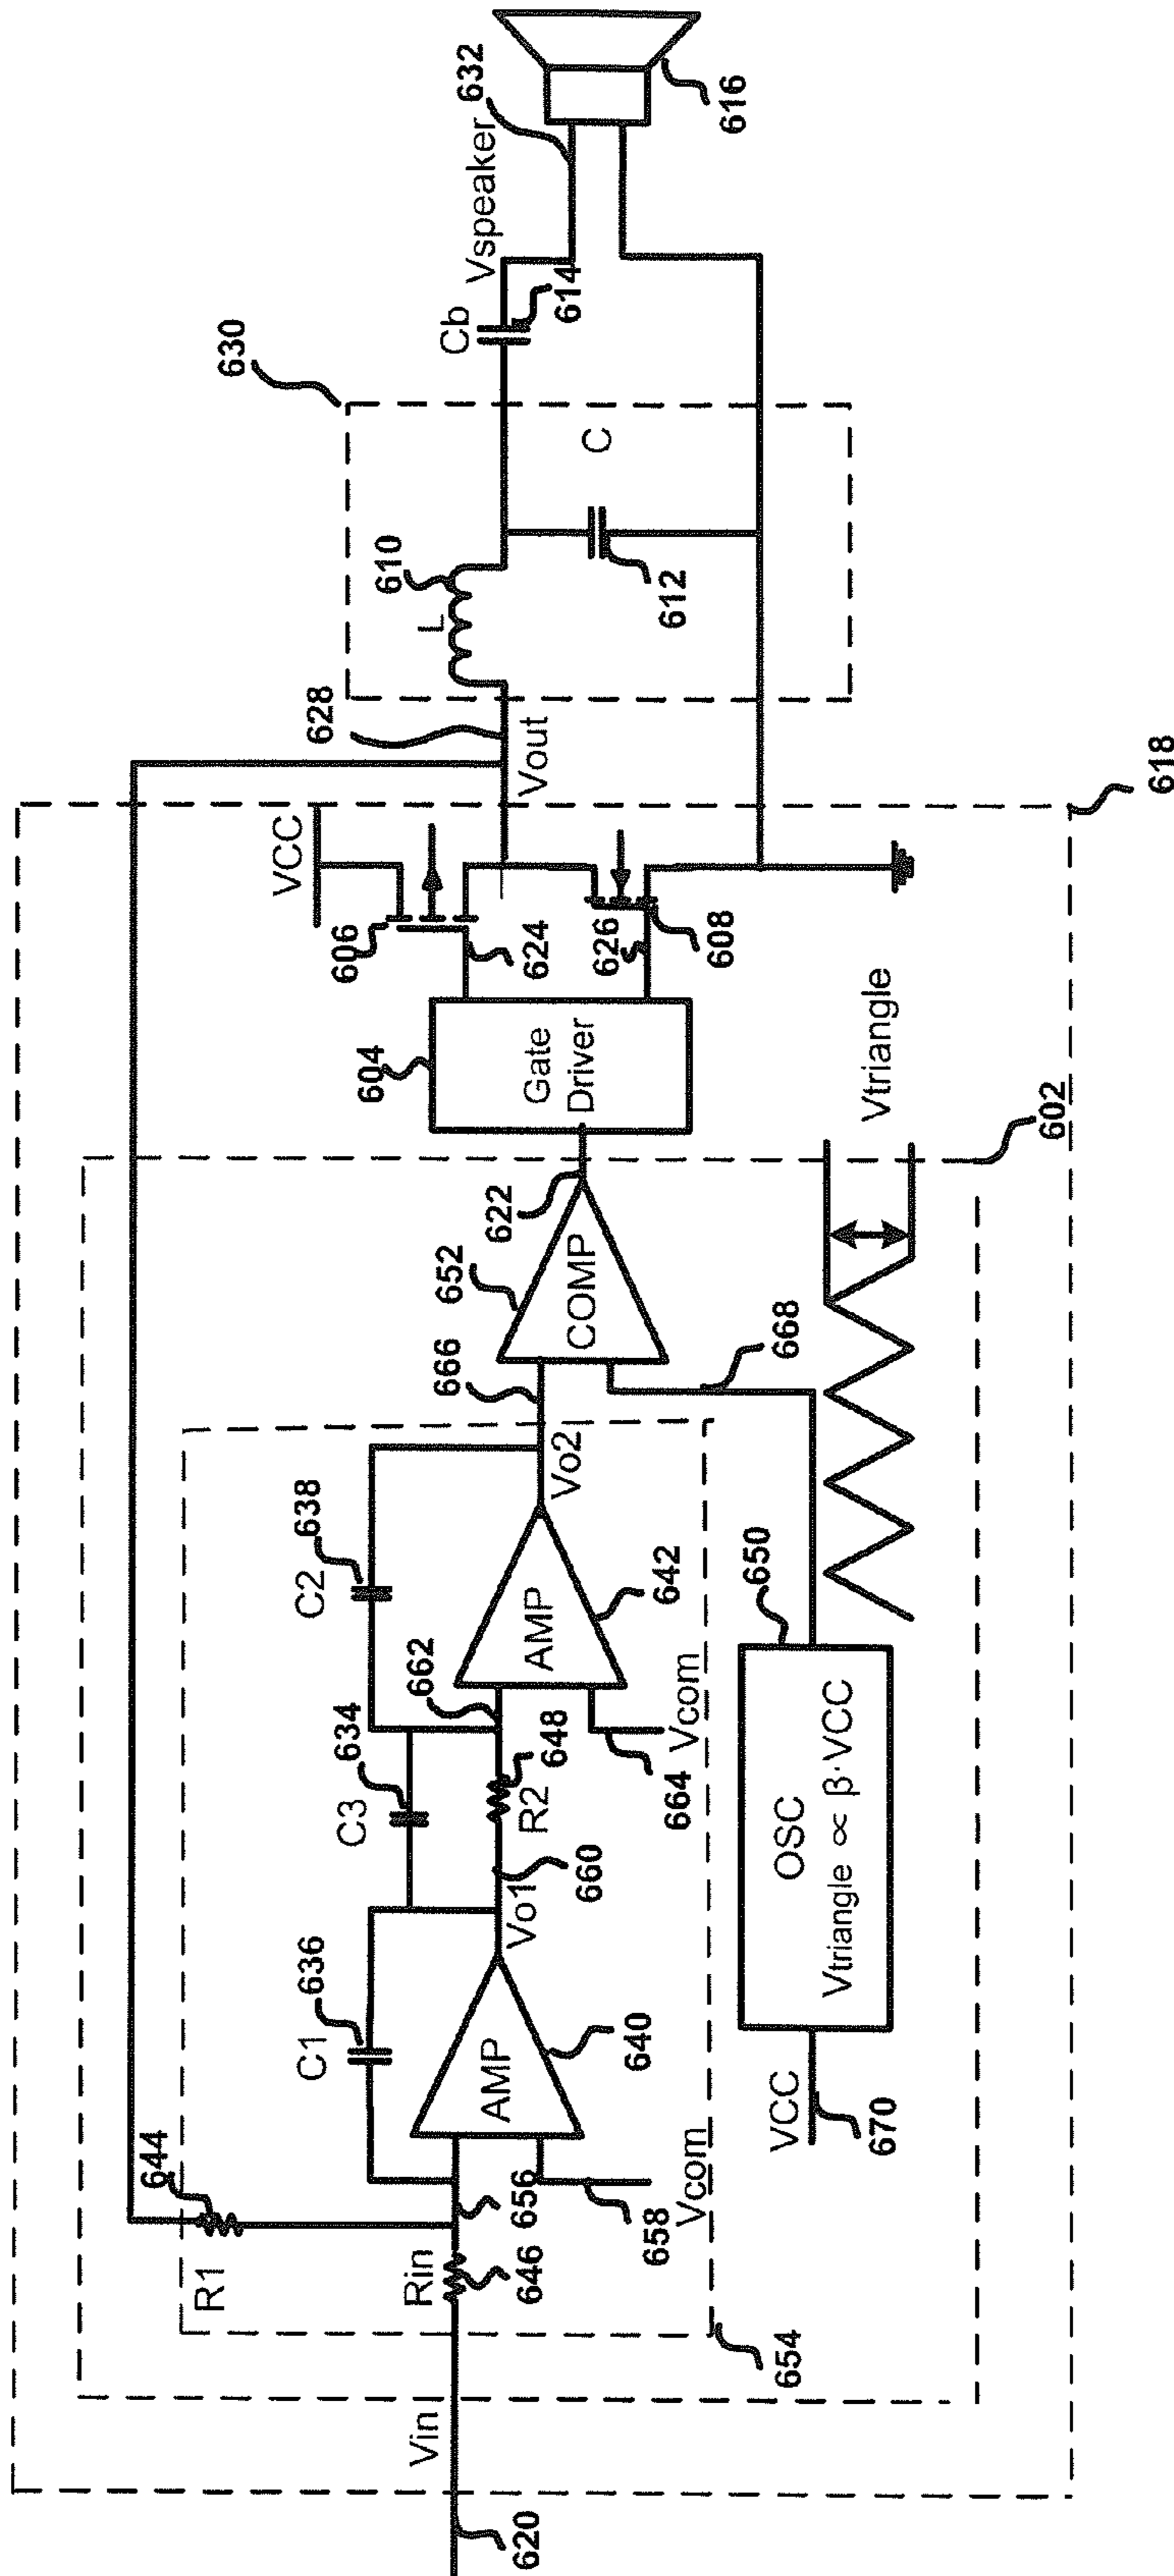 620
Vin
654
R1
644
Rin
646
656
658
Vcom
C1
636
AMP
640
Vo1
660
C3
634
R2
648
662
664
Vcom
C2
638
AMP
642
Vo2
666
652
COMP
622
668
VCC
670
OSC
Vtriangle ∝ β·VCC
650
Vtriangle
602
618
604
Gate
Driver
VCC
606
624
626
608
Vout
628
L
610
C
612
630
Cb
614
Vspeaker
632
616